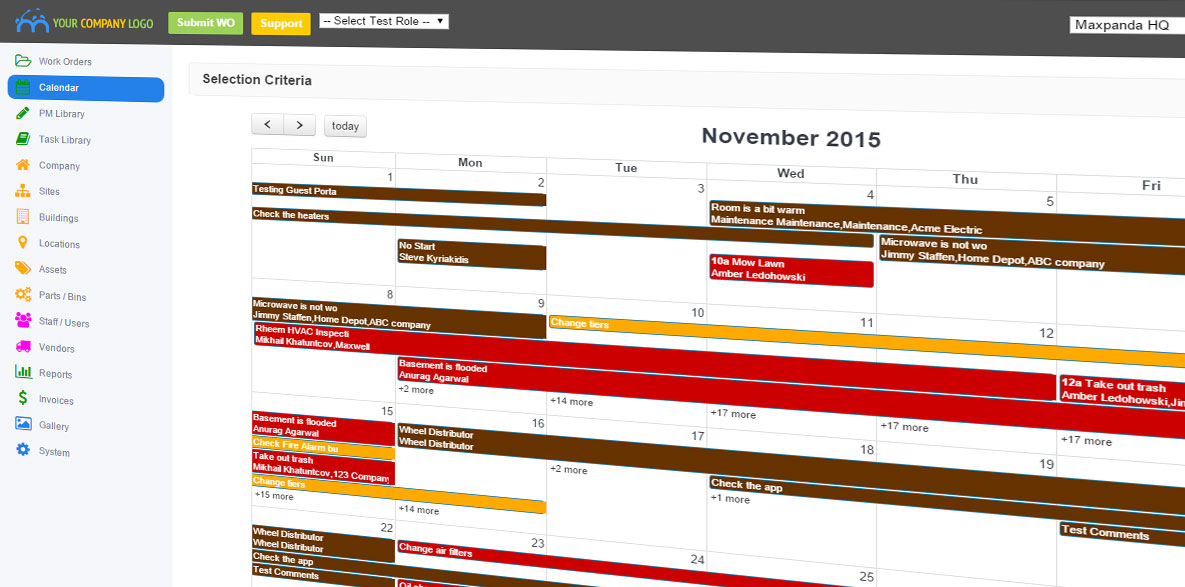 YOUR COMPANY LOGO
Submit WO
Support
-- Select Test Role --
Maxpanda HQ
Work Orders
Calendar
PM Library
Task Library
Company
Sites
Buildings
Locations
Assets
Parts / Bins
Staff / Users
Vendors
Reports
Invoices
Gallery
System
Selection Criteria
< > today
November 2015
Sun Mon Tue Wed Thu Fri
1 2 3 4 5
Testing Guest Porta
Check the heaters
No Start
Steve Kyriakidis
Room is a bit warm
Maintenance Maintenance,Maintenance,Acme Electric
10a Mow Lawn
Amber Ledohowski
Microwave is not wo
Jimmy Staffen,Home Depot,ABC company
8 9 10 11 12
Microwave is not wo
Jimmy Staffen,Home Depot,ABC company
Change tiers
Rheem HVAC Inspecti
Mikhail Khatuntcov,Maxwell
Basement is flooded
Anurag Agarwal
12a Take out trash
Amber Ledohowski,Jin
+2 more
+14 more
+17 more
+17 more
+17 more
15 16 17 18 19
Basement is flooded
Anurag Agarwal
Check Fire Alarm bu
Take out trash
Mikhail Khatuntcov,123 Company
Change tiers
+15 more
Wheel Distributor
Wheel Distributor
+14 more
+2 more
Check the app
+1 more
Test Comments
22 23 24 25
Wheel Distributor
Wheel Distributor
Check the app
Test Comments
Change air filters